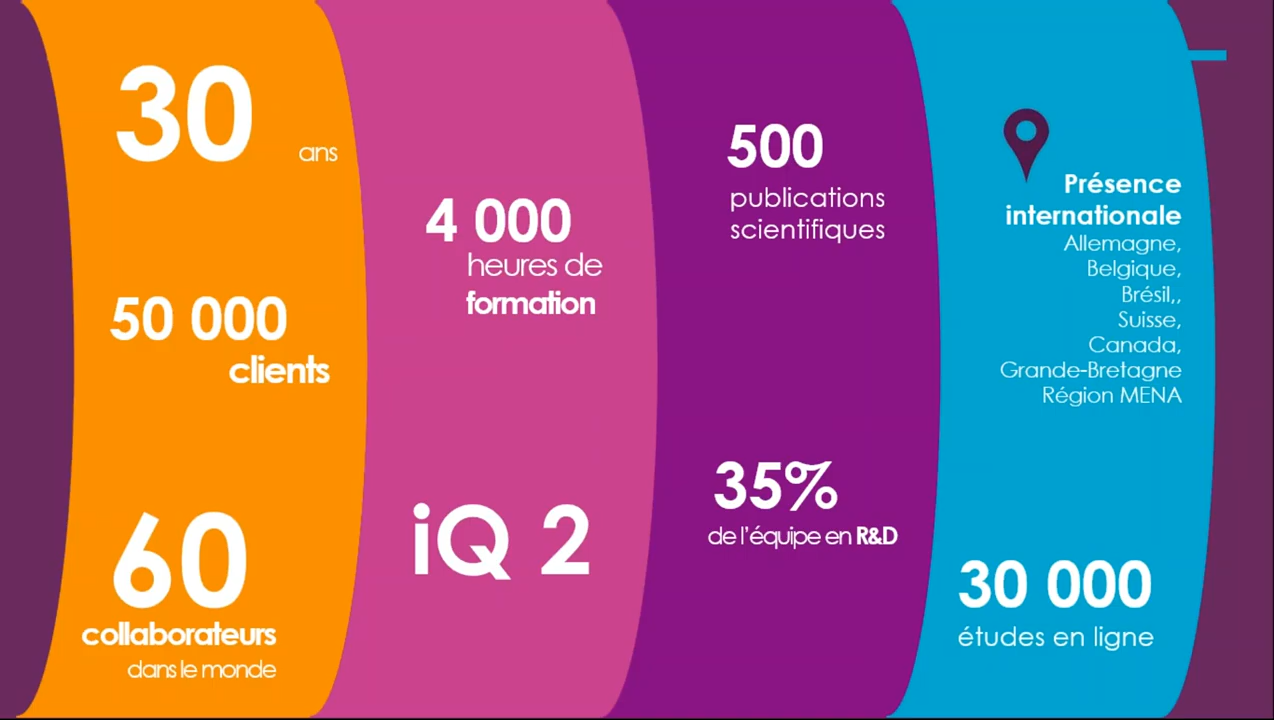 30
ans
50 000
clients
60
collaborateurs
dans le monde
4 000
heures de
formation
iQ 2
500
publications
scientifiques
35%
de l'équipe en R&D
Présence
internationale
Allemagne,
Belgique,
Brésil,,
Suisse,
Canada,
Grande-Bretagne
Région MENA
30 000
études en ligne